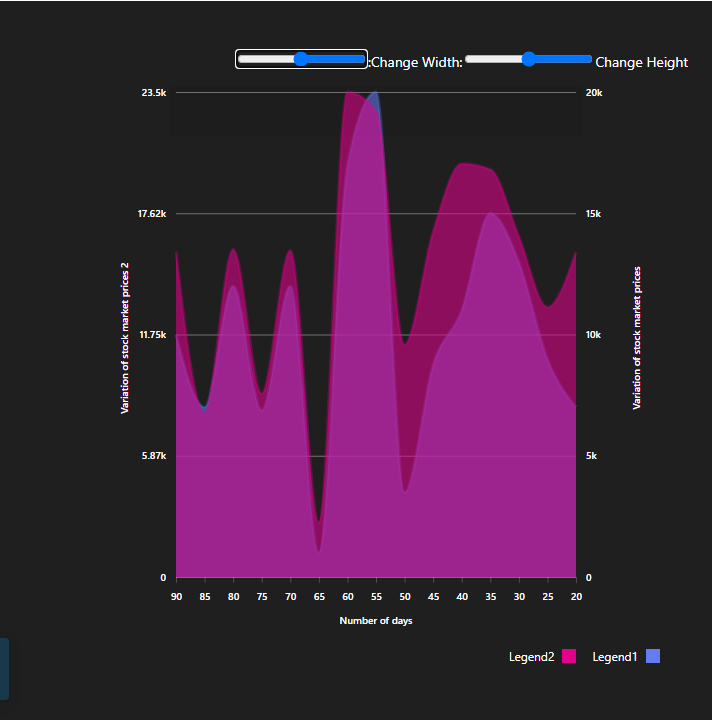 :Change Width: Change Height
23.5k 20k
17.62k 15k
11.75k 10k
5.87k 5k
0 0
Variation of stock market prices 2
Variation of stock market prices
90 85 80 75 70 65 60 55 50 45 40 35 30 25 20
Number of days
Legend2 Legend1